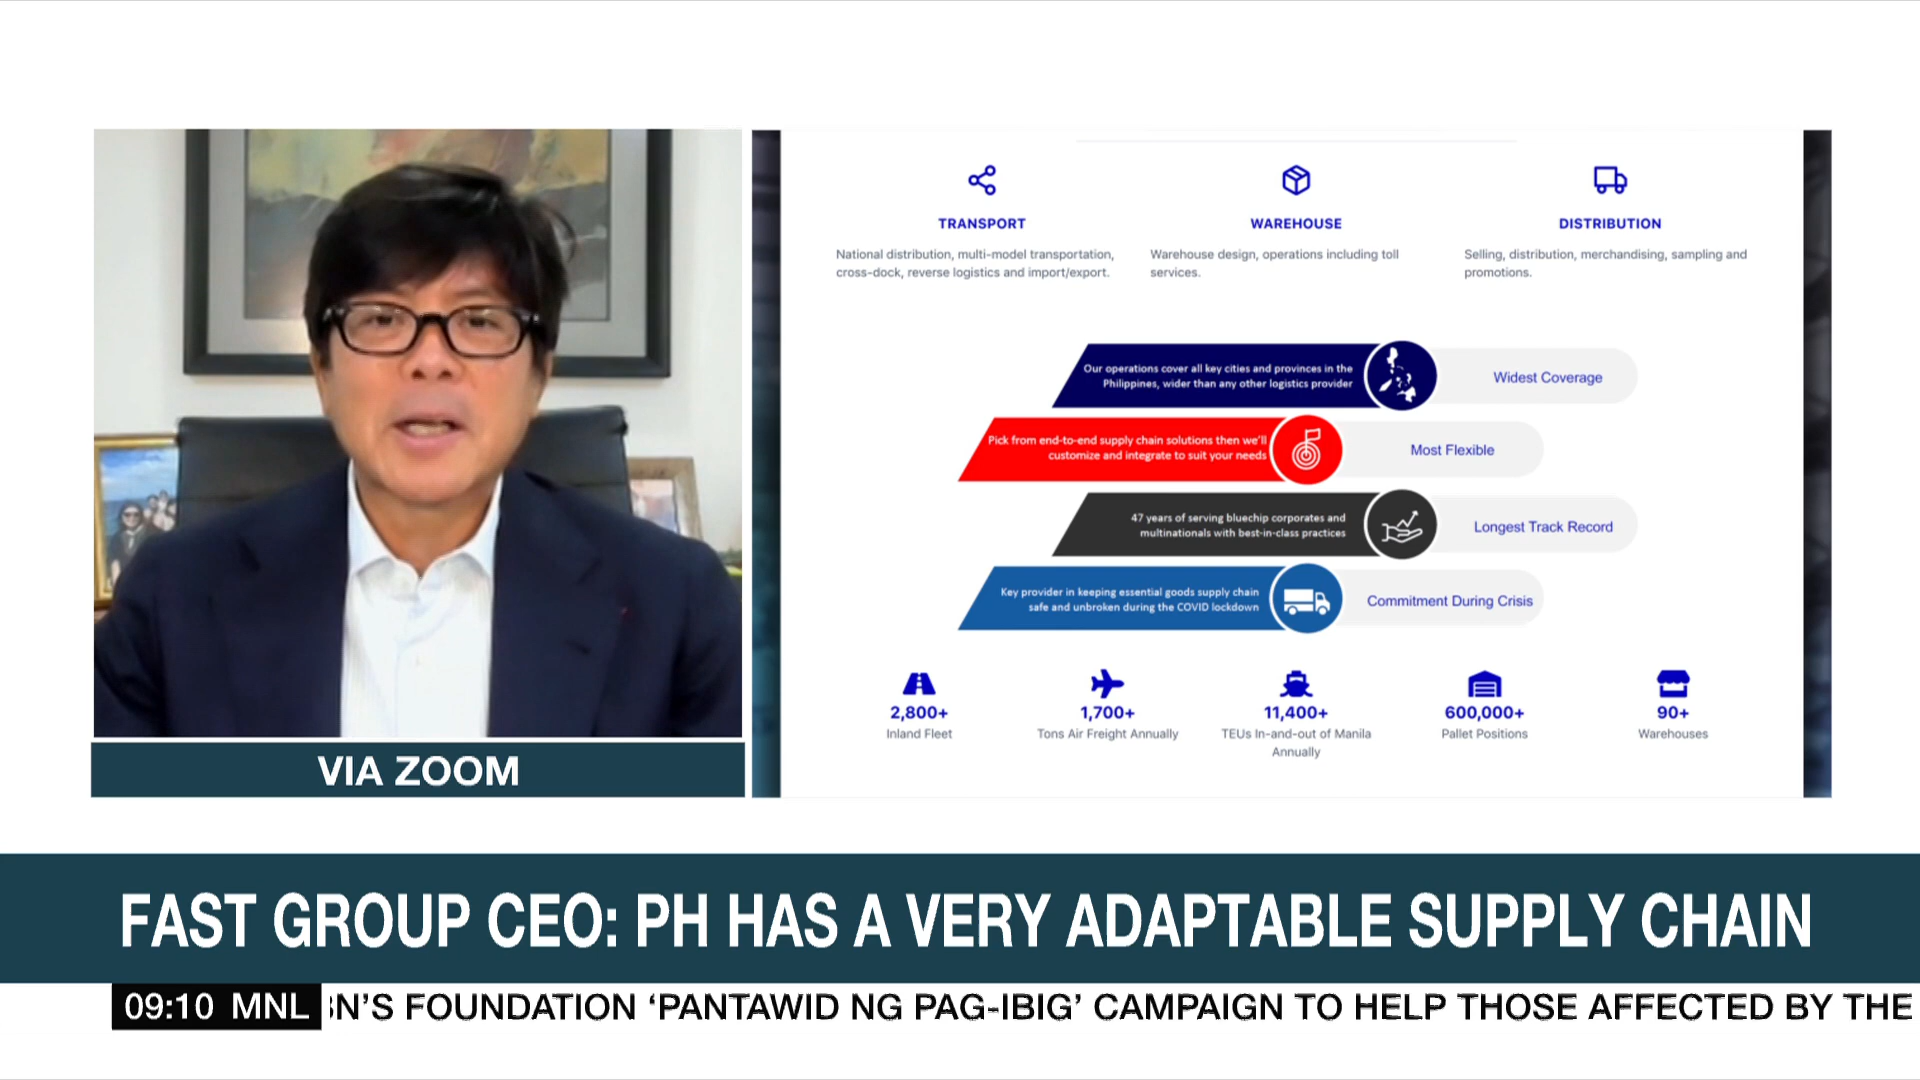 TRANSPORT
National distribution, multi-model transportation,
cross-dock, reverse logistics and import/export.
WAREHOUSE
Warehouse design, operations including toll
services.
DISTRIBUTION
Selling, distribution, merchandising, sampling and
promotions.
Our operations cover all key cities and provinces in the
Philippines, wider than any other logistics provider
Widest Coverage
Pick from end-to-end supply chain solutions then we'll
customize and integrate to suit your needs
Most Flexible
47 years of serving bluechip corporates and
multinationals with best-in-class practices
Longest Track Record
Key provider in keeping essential goods supply chain
safe and unbroken during the COVID lockdown
Commitment During Crisis
2,800+
Inland Fleet
1,700+
Tons Air Freight Annually
11,400+
TEUs In-and-out of Manila
Annually
600,000+
Pallet Positions
90+
Warehouses
VIA ZOOM
FAST GROUP CEO: PH HAS A VERY ADAPTABLE SUPPLY CHAIN
09:10 MNL
N'S FOUNDATION ‘PANTAWID NG PAG-IBIG’ CAMPAIGN TO HELP THOSE AFFECTED BY THE